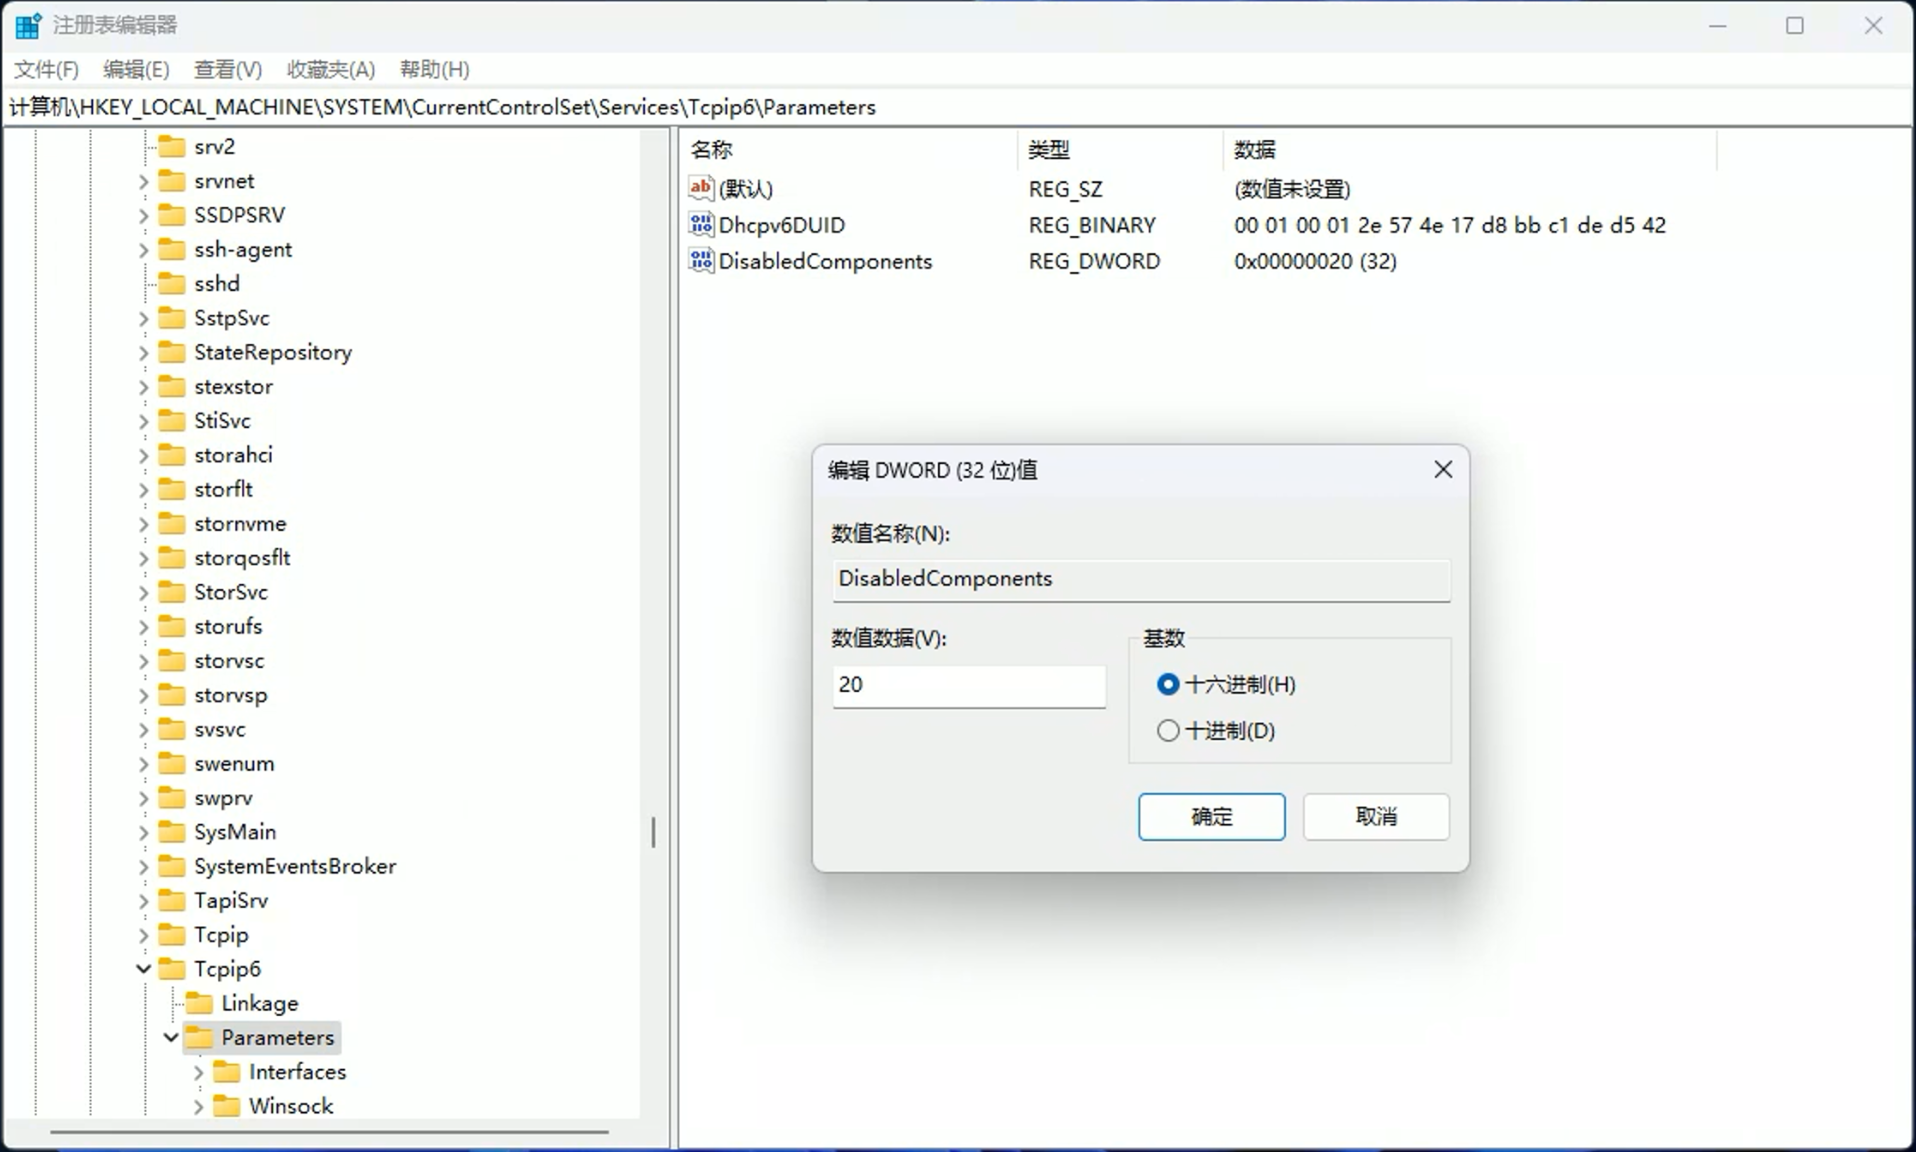 注册表编辑器
文件(F) 编辑(E) 查看(V) 收藏夹(A) 帮助(H)
计算机\HKEY_LOCAL_MACHINE\SYSTEM\CurrentControlSet\Services\Tcpip6\Parameters
srv2
srvnet
SSDPSRV
ssh-agent
sshd
SstpSvc
StateRepository
stexstor
StiSvc
storahci
storflt
stornvme
storqosflt
StorSvc
storufs
storvsc
storvsp
svsvc
swenum
swprv
SysMain
SystemEventsBroker
TapiSrv
Tcpip
Tcpip6
Linkage
Parameters
Interfaces
Winsock
名称 类型 数据
(默认) REG_SZ (数值未设置)
Dhcpv6DUID REG_BINARY 00 01 00 01 2e 57 4e 17 d8 bb c1 de d5 42
DisabledComponents REG_DWORD 0x00000020 (32)
编辑 DWORD (32 位)值
数值名称(N):
DisabledComponents
数值数据(V):
20
基数
十六进制(H)
十进制(D)
确定 取消